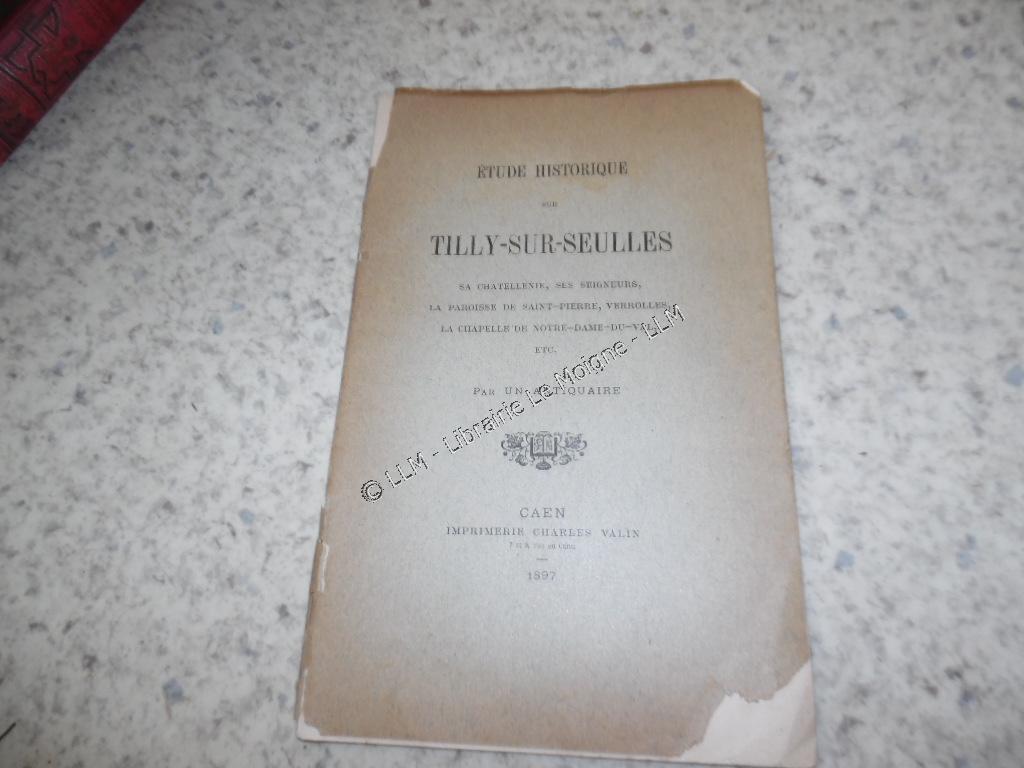 ÉTUDE HISTORIQUE
SUR
TILLY-SUR-SEULLES
SA CHATELLENIE, SES SEIGNEURS,
LA PAROISSE DE SAINT-PIERRE, VERROLLES,
LA CHAPELLE DE NOTRE-DAME-DU-VAL,
ETC.
PAR UN ANTIQUAIRE
CAEN
IMPRIMERIE CHARLES VALIN
1897
© LLM - Librairie Le Moigne - LLM